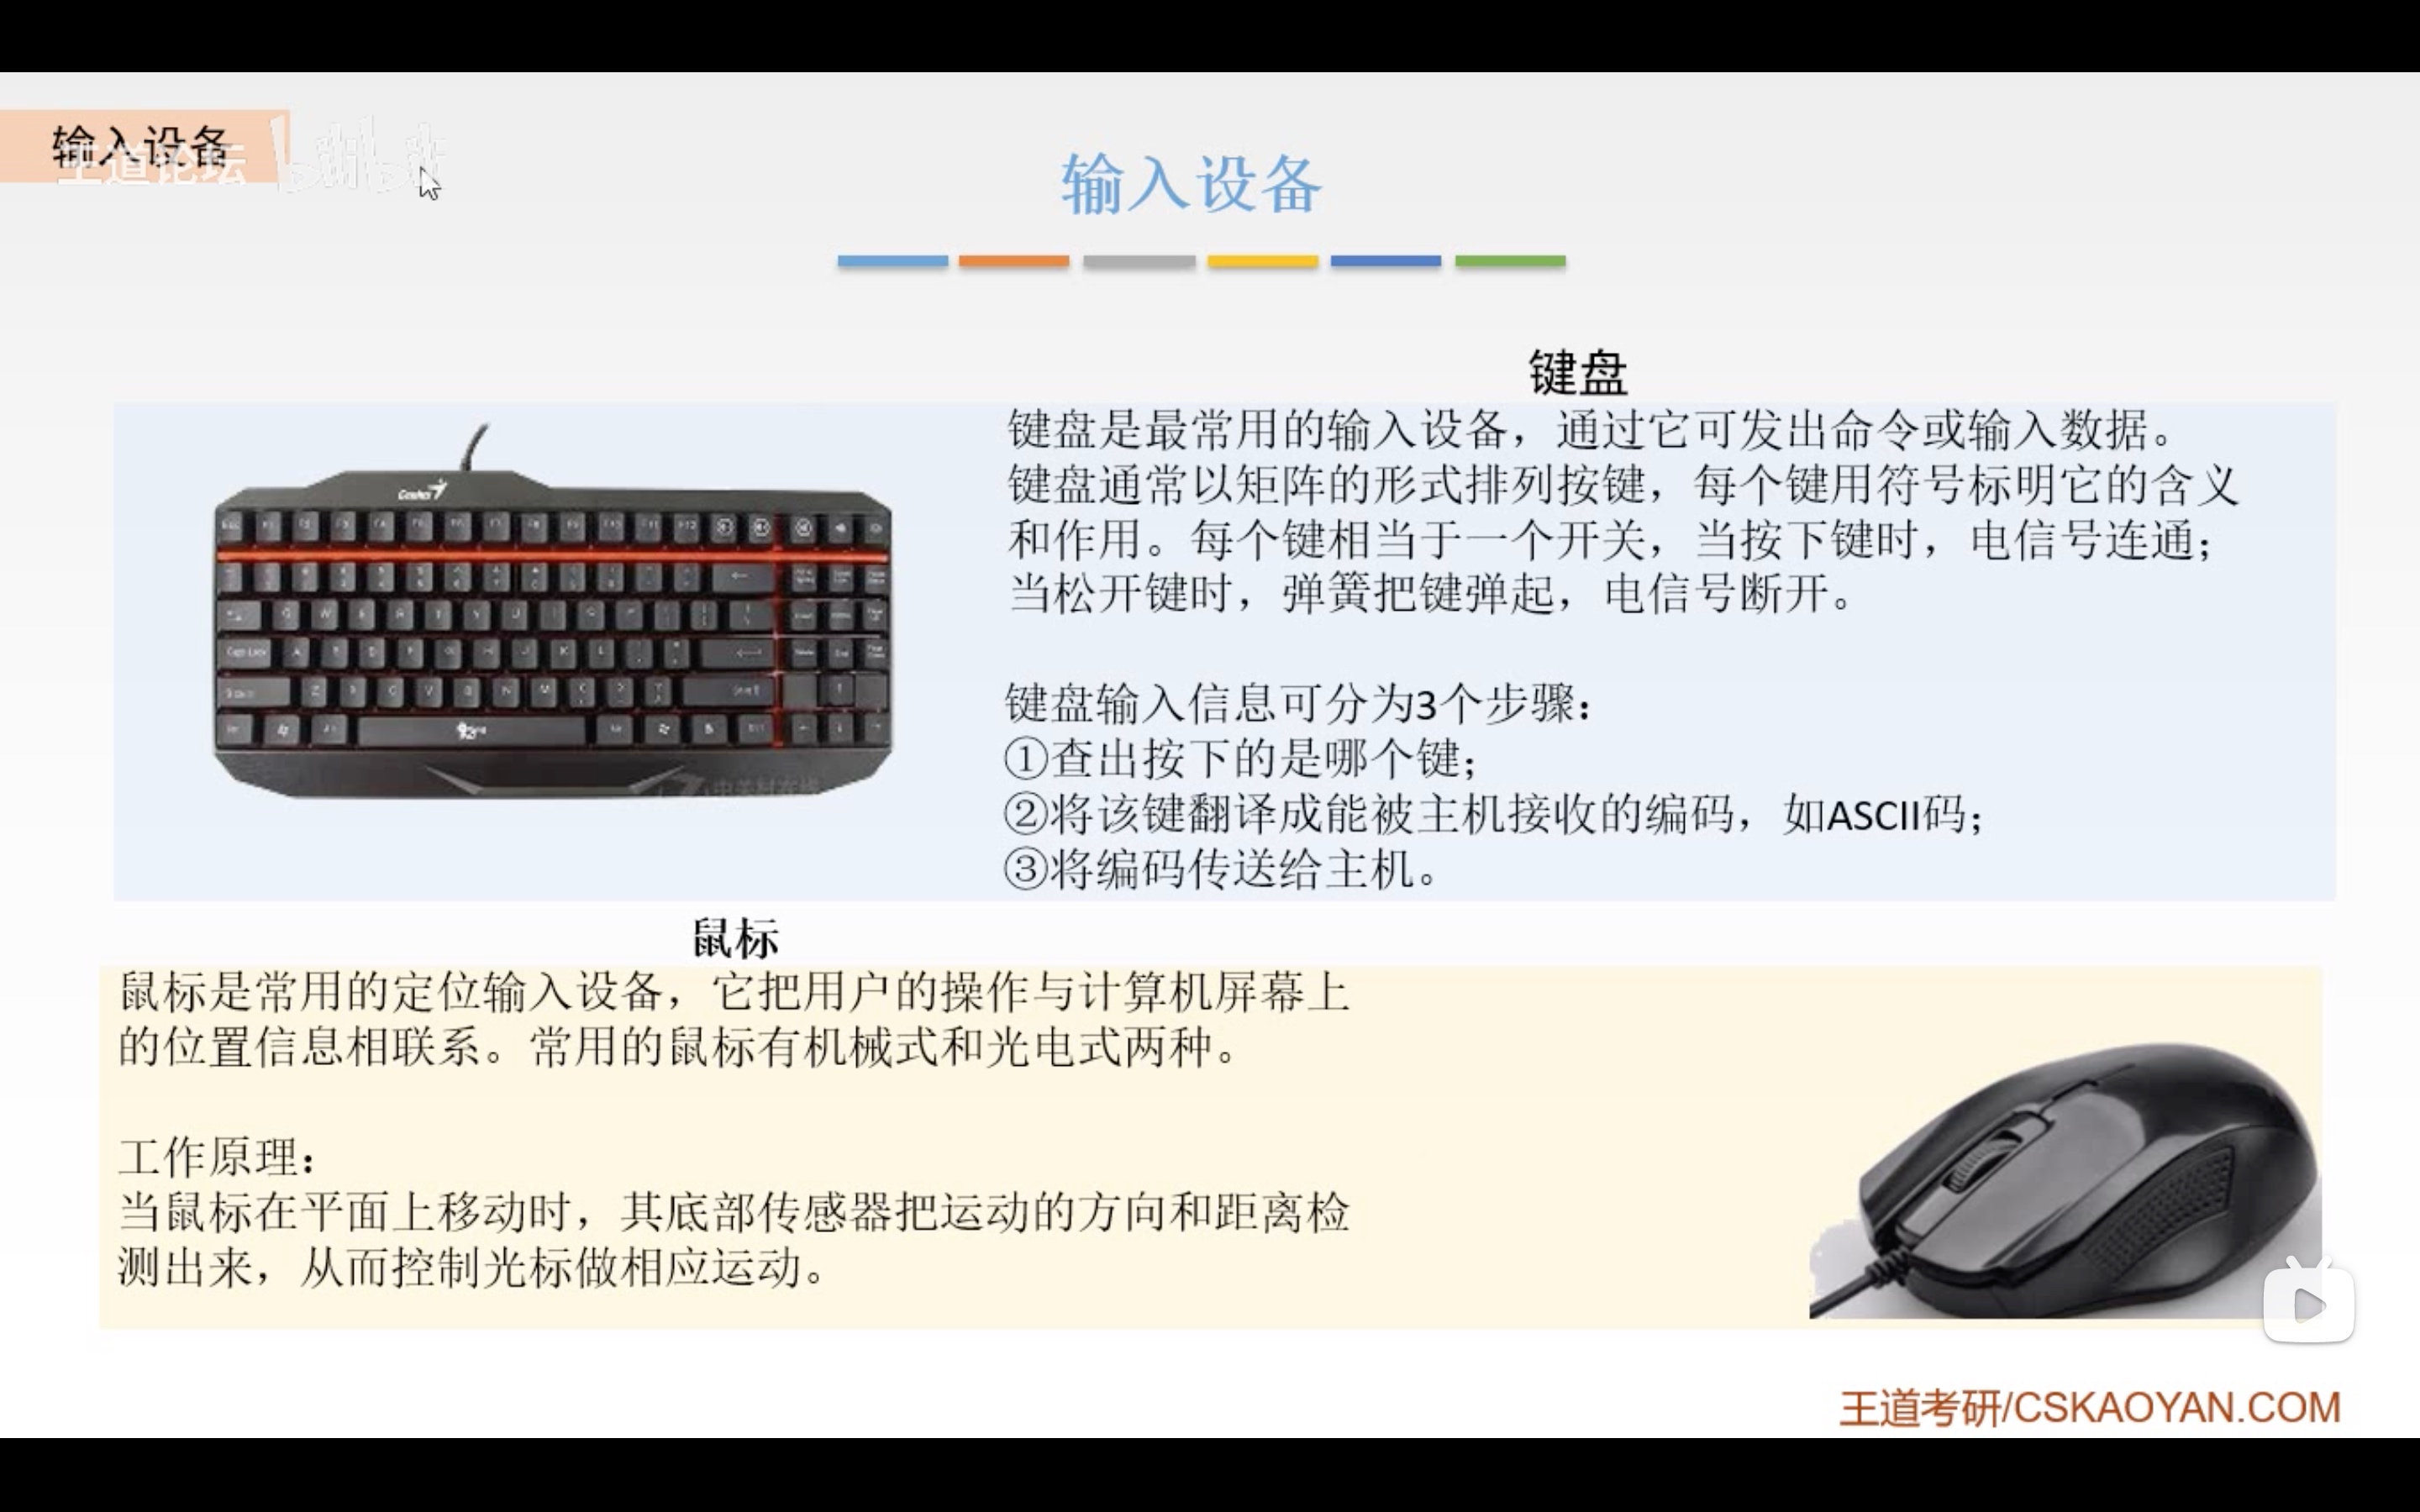 输入设备
王道论坛 bilibili
输入设备
键盘
键盘是最常用的输入设备，通过它可发出命令或输入数据。
键盘通常以矩阵的形式排列按键，每个键用符号标明它的含义
和作用。每个键相当于一个开关，当按下键时，电信号连通；
当松开键时，弹簧把键弹起，电信号断开。
键盘输入信息可分为3个步骤：
①查出按下的是哪个键；
②将该键翻译成能被主机接收的编码，如ASCII码；
③将编码传送给主机。
Genius
中关村在线
鼠标
鼠标是常用的定位输入设备，它把用户的操作与计算机屏幕上
的位置信息相联系。常用的鼠标有机械式和光电式两种。
工作原理：
当鼠标在平面上移动时，其底部传感器把运动的方向和距离检
测出来，从而控制光标做相应运动。
王道考研/CSKAOYAN.COM